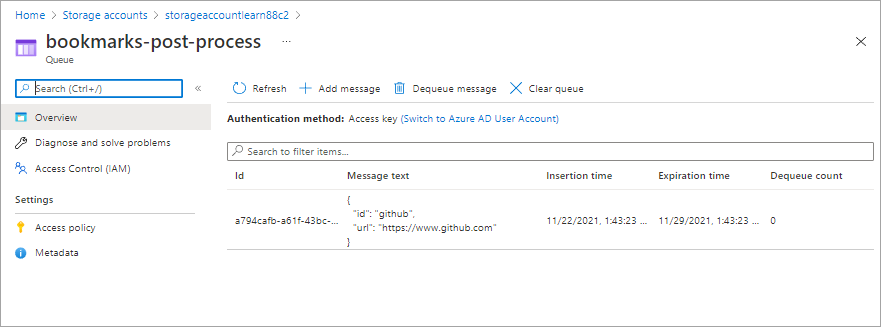 Home > Storage accounts > storageaccountlearn88c2 >
bookmarks-post-process ...
Queue
Search (Ctrl+/) «
Refresh Add message Dequeue message Clear queue
Overview
Authentication method: Access key (Switch to Azure AD User Account)
Diagnose and solve problems
Access Control (IAM)
Search to filter items...
Id Message text Insertion time Expiration time Dequeue count
Settings
{
"id": "github",
a794cafb-a61f-43bc-... 11/22/2021, 1:43:23 ... 11/29/2021, 1:43:23 ... 0
"url": "https://www.github.com"
}
Access policy
Metadata